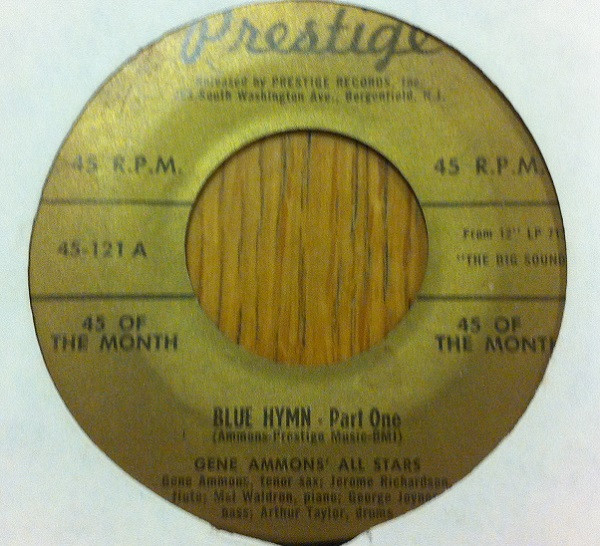 Prestige
Released by PRESTIGE RECORDS, Inc.
South Washington Ave., Bergenfield, N.J.
45 R.P.M.
45 R.P.M.
45-121 A
From 12" LP
"THE BIG SOUND
45 OF
THE MONTH
45 OF
THE MONTH
BLUE HYMN - Part One
(Ammons-Prestige Music-BMI)
GENE AMMONS' ALL STARS
Gene Ammons, tenor sax; Jerome Richardson,
flute; Mal Waldron, piano; George Joyner
bass; Arthur Taylor, drums